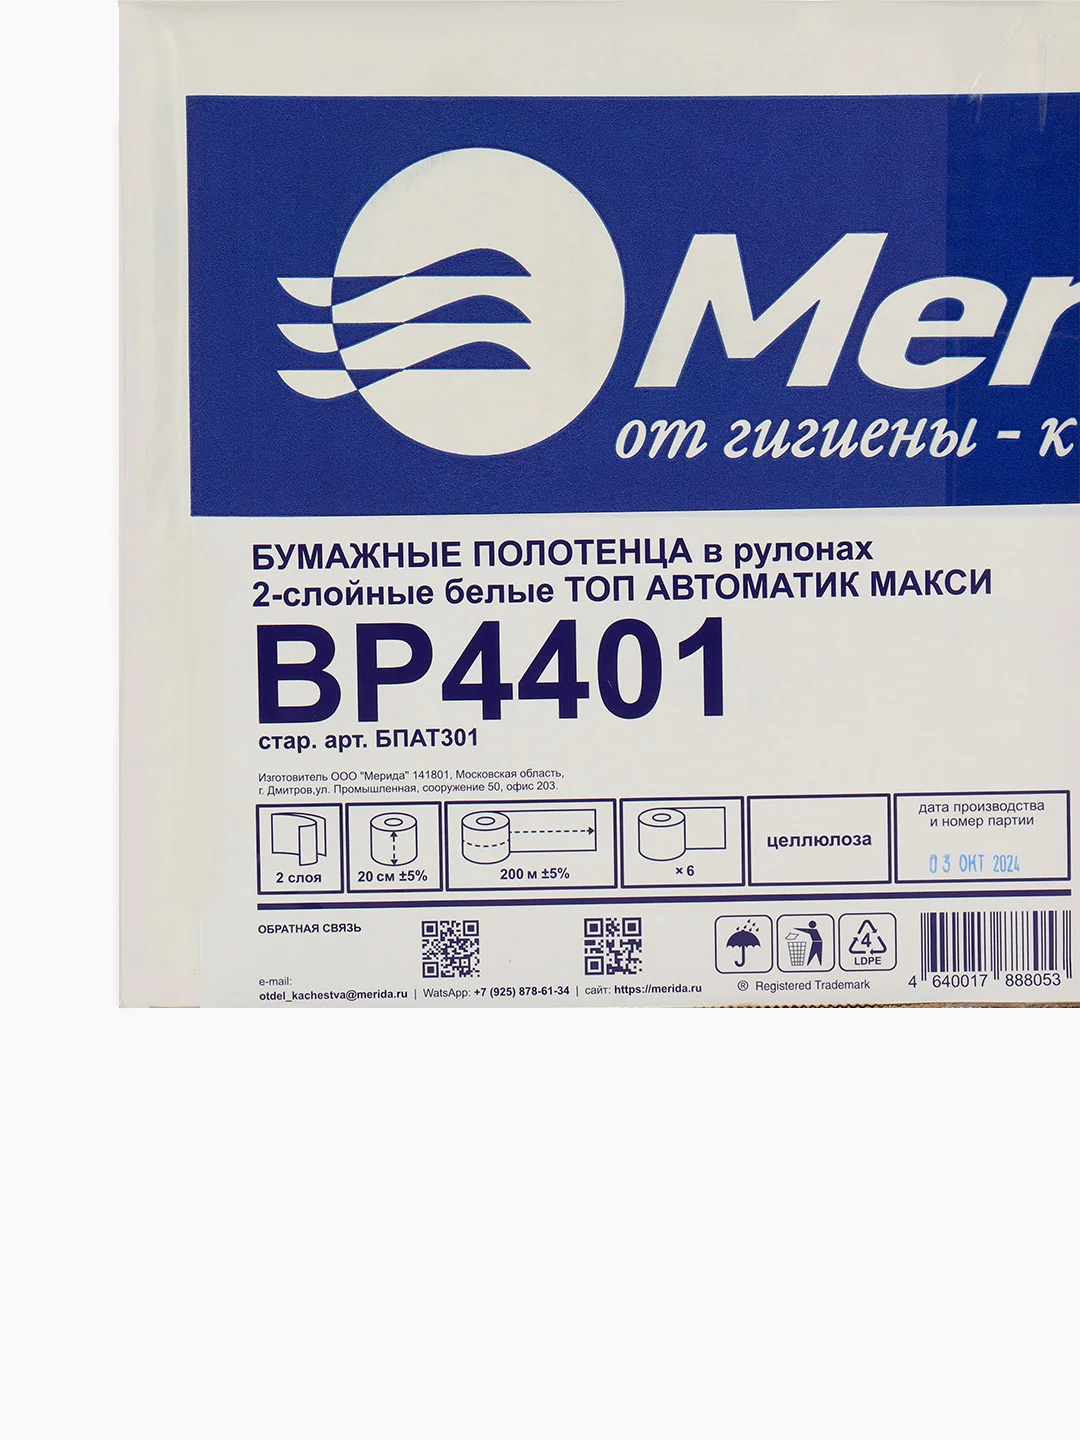 Mer
от гигиены - к
БУМАЖНЫЕ ПОЛОТЕНЦА в рулонах
2-слойные белые ТОП АВТОМАТИК МАКСИ
BP4401
стар. арт. БПАТ301
Изготовитель ООО "Мерида" 141801, Московская область,
г. Дмитров,ул. Промышленная, сооружение 50, офис 203.
2 слоя
20 см ±5%
200 м ±5%
× 6
целлюлоза
дата производства
и номер партии
03 ОКТ 2024
ОБРАТНАЯ СВЯЗЬ
e-mail:
otdel_kachestva@merida.ru | WatsApp: +7 (925) 878-61-34 | сайт: https://merida.ru
4
LDPE
® Registered Trademark
4 640017 888053